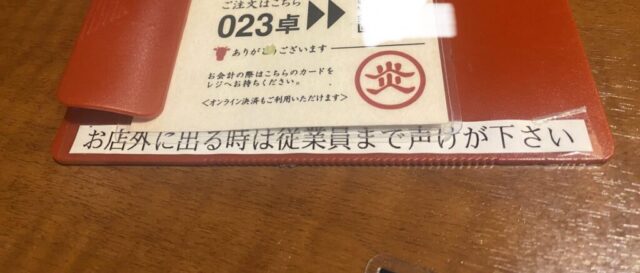 ご注文はこちら
023卓
ありがとうございます
お会計の際はこちらのカードを
レジへお持ちください。
<オンライン決済もご利用いただけます>
炎
お店外に出る時は従業員まで声けが下さい